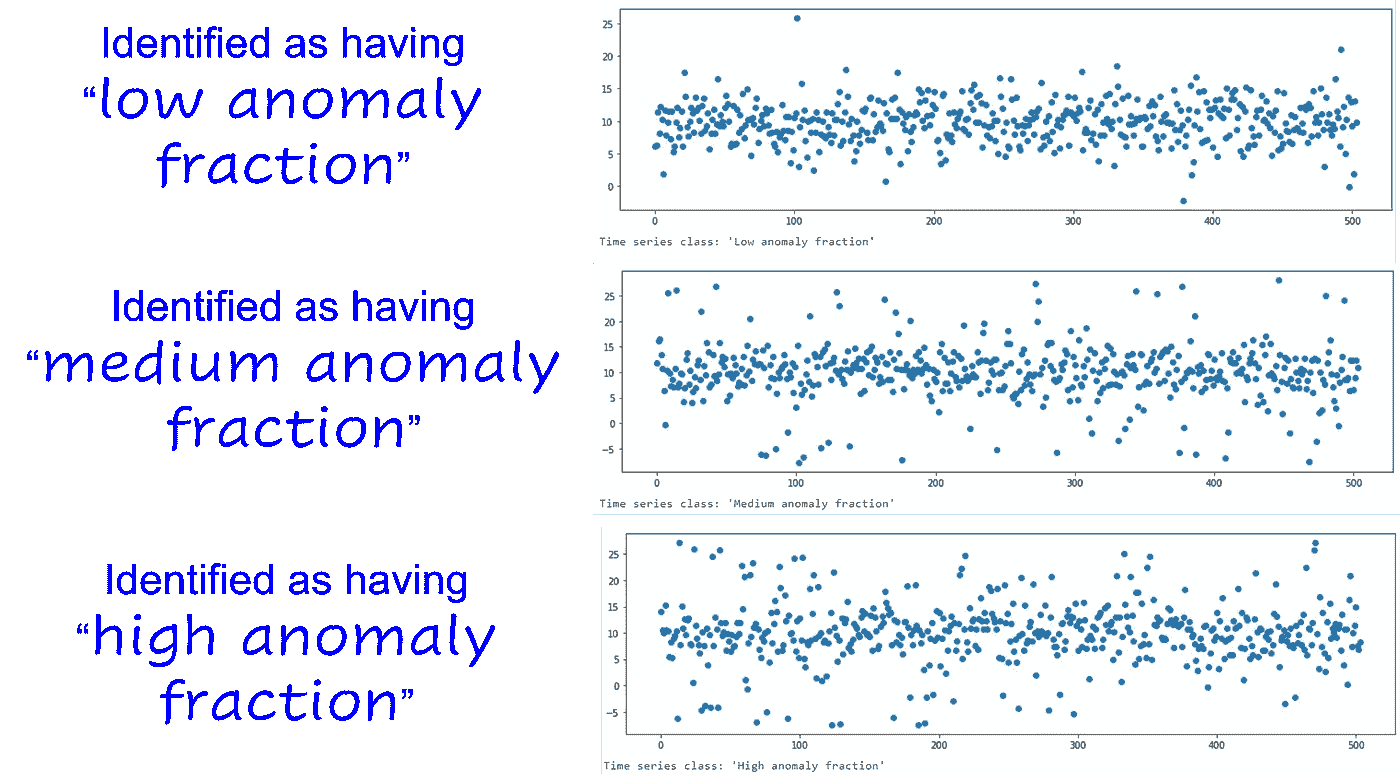 Identified as having
“low anomaly
fraction”
25
20
15
10
5
0
0 100 200 300 400 500
Time series class: 'Low anomaly fraction'
Identified as having
“medium anomaly
fraction”
25
20
15
10
5
0
−5
0 100 200 300 400 500
Time series class: 'Medium anomaly fraction'
Identified as having
“high anomaly
fraction”
25
20
15
10
5
0
−5
0 100 200 300 400 500
Time series class: 'High anomaly fraction'